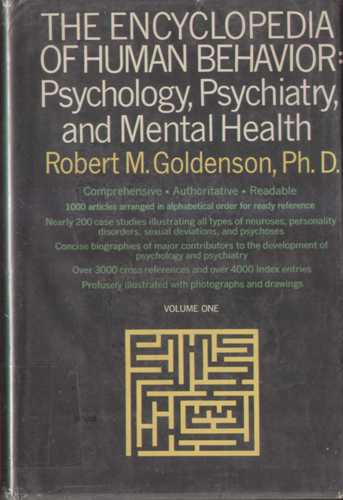 THE ENCYCLOPEDIA
OF HUMAN BEHAVIOR:
Psychology, Psychiatry,
and Mental Health
Robert M. Goldenson, Ph. D.
Comprehensive • Authoritative • Readable
1000 articles arranged in alphabetical order for ready reference
Nearly 200 case studies illustrating all types of neuroses, personality
disorders, sexual deviations, and psychoses
Concise biographies of major contributors to the development of
psychology and psychiatry
Over 3000 cross references and over 4000 Index entries
Profusely illustrated with photographs and drawings
VOLUME ONE